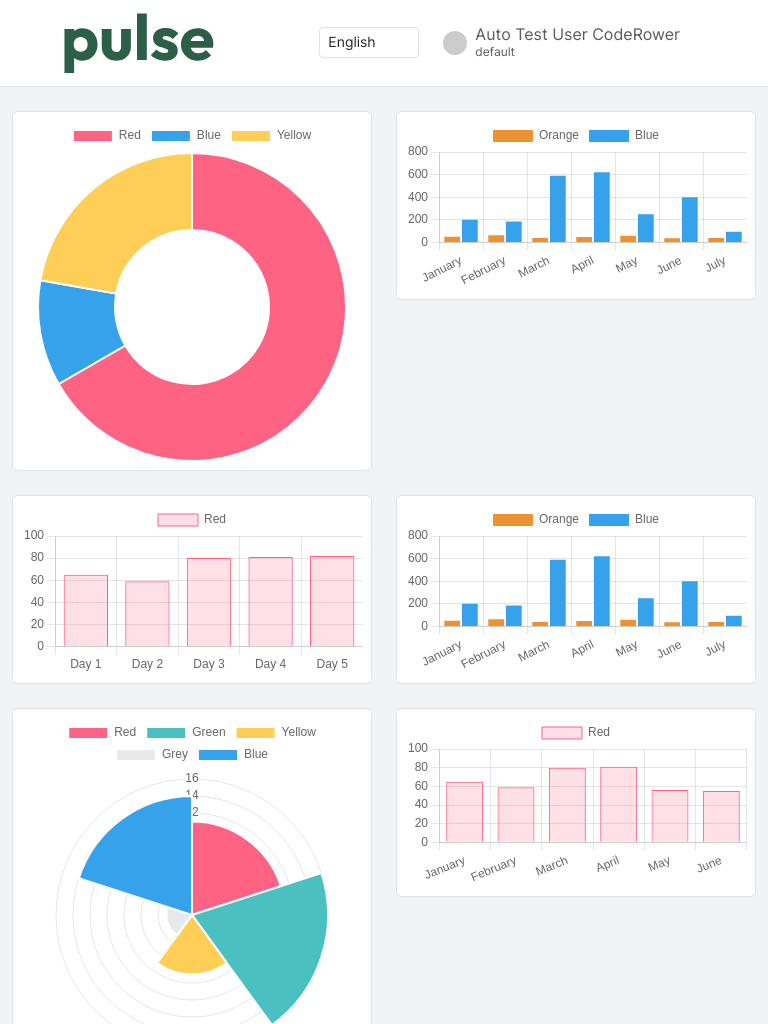 pulse
English
Auto Test User CodeRower
default
Red Blue Yellow
Orange Blue
800
600
400
200
0
January February March April May June July
Red
100
80
60
40
20
0
Day 1 Day 2 Day 3 Day 4 Day 5
Orange Blue
800
600
400
200
0
January February March April May June July
Red Green Yellow
Grey Blue
16
14
2
Red
100
80
60
40
20
0
January February March April May June